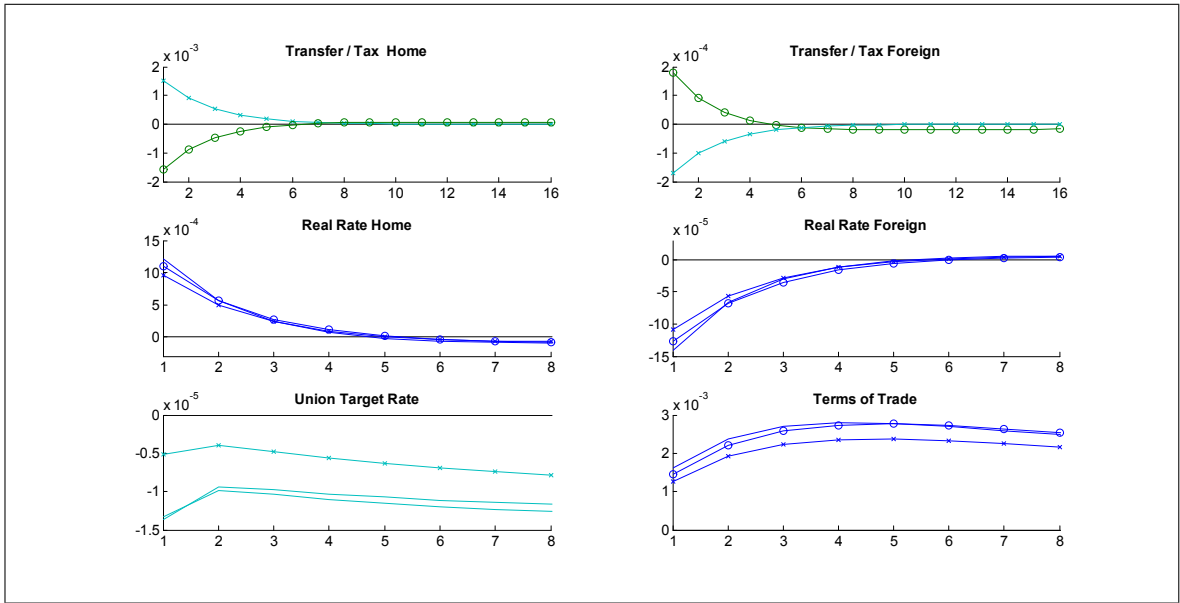 Transfer / Tax Home
x 10^-3
2
1
0
-1
-2
2 4 6 8 10 12 14 16
Transfer / Tax Foreign
x 10^-4
2
1
0
-1
-2
2 4 6 8 10 12 14 16
Real Rate Home
x 10^-4
15
10
5
0
1 2 3 4 5 6 7 8
Real Rate Foreign
x 10^-5
0
-5
-10
-15
1 2 3 4 5 6 7 8
Union Target Rate
x 10^-5
0
-0.5
-1
-1.5
1 2 3 4 5 6 7 8
Terms of Trade
x 10^-3
3
2
1
0
1 2 3 4 5 6 7 8